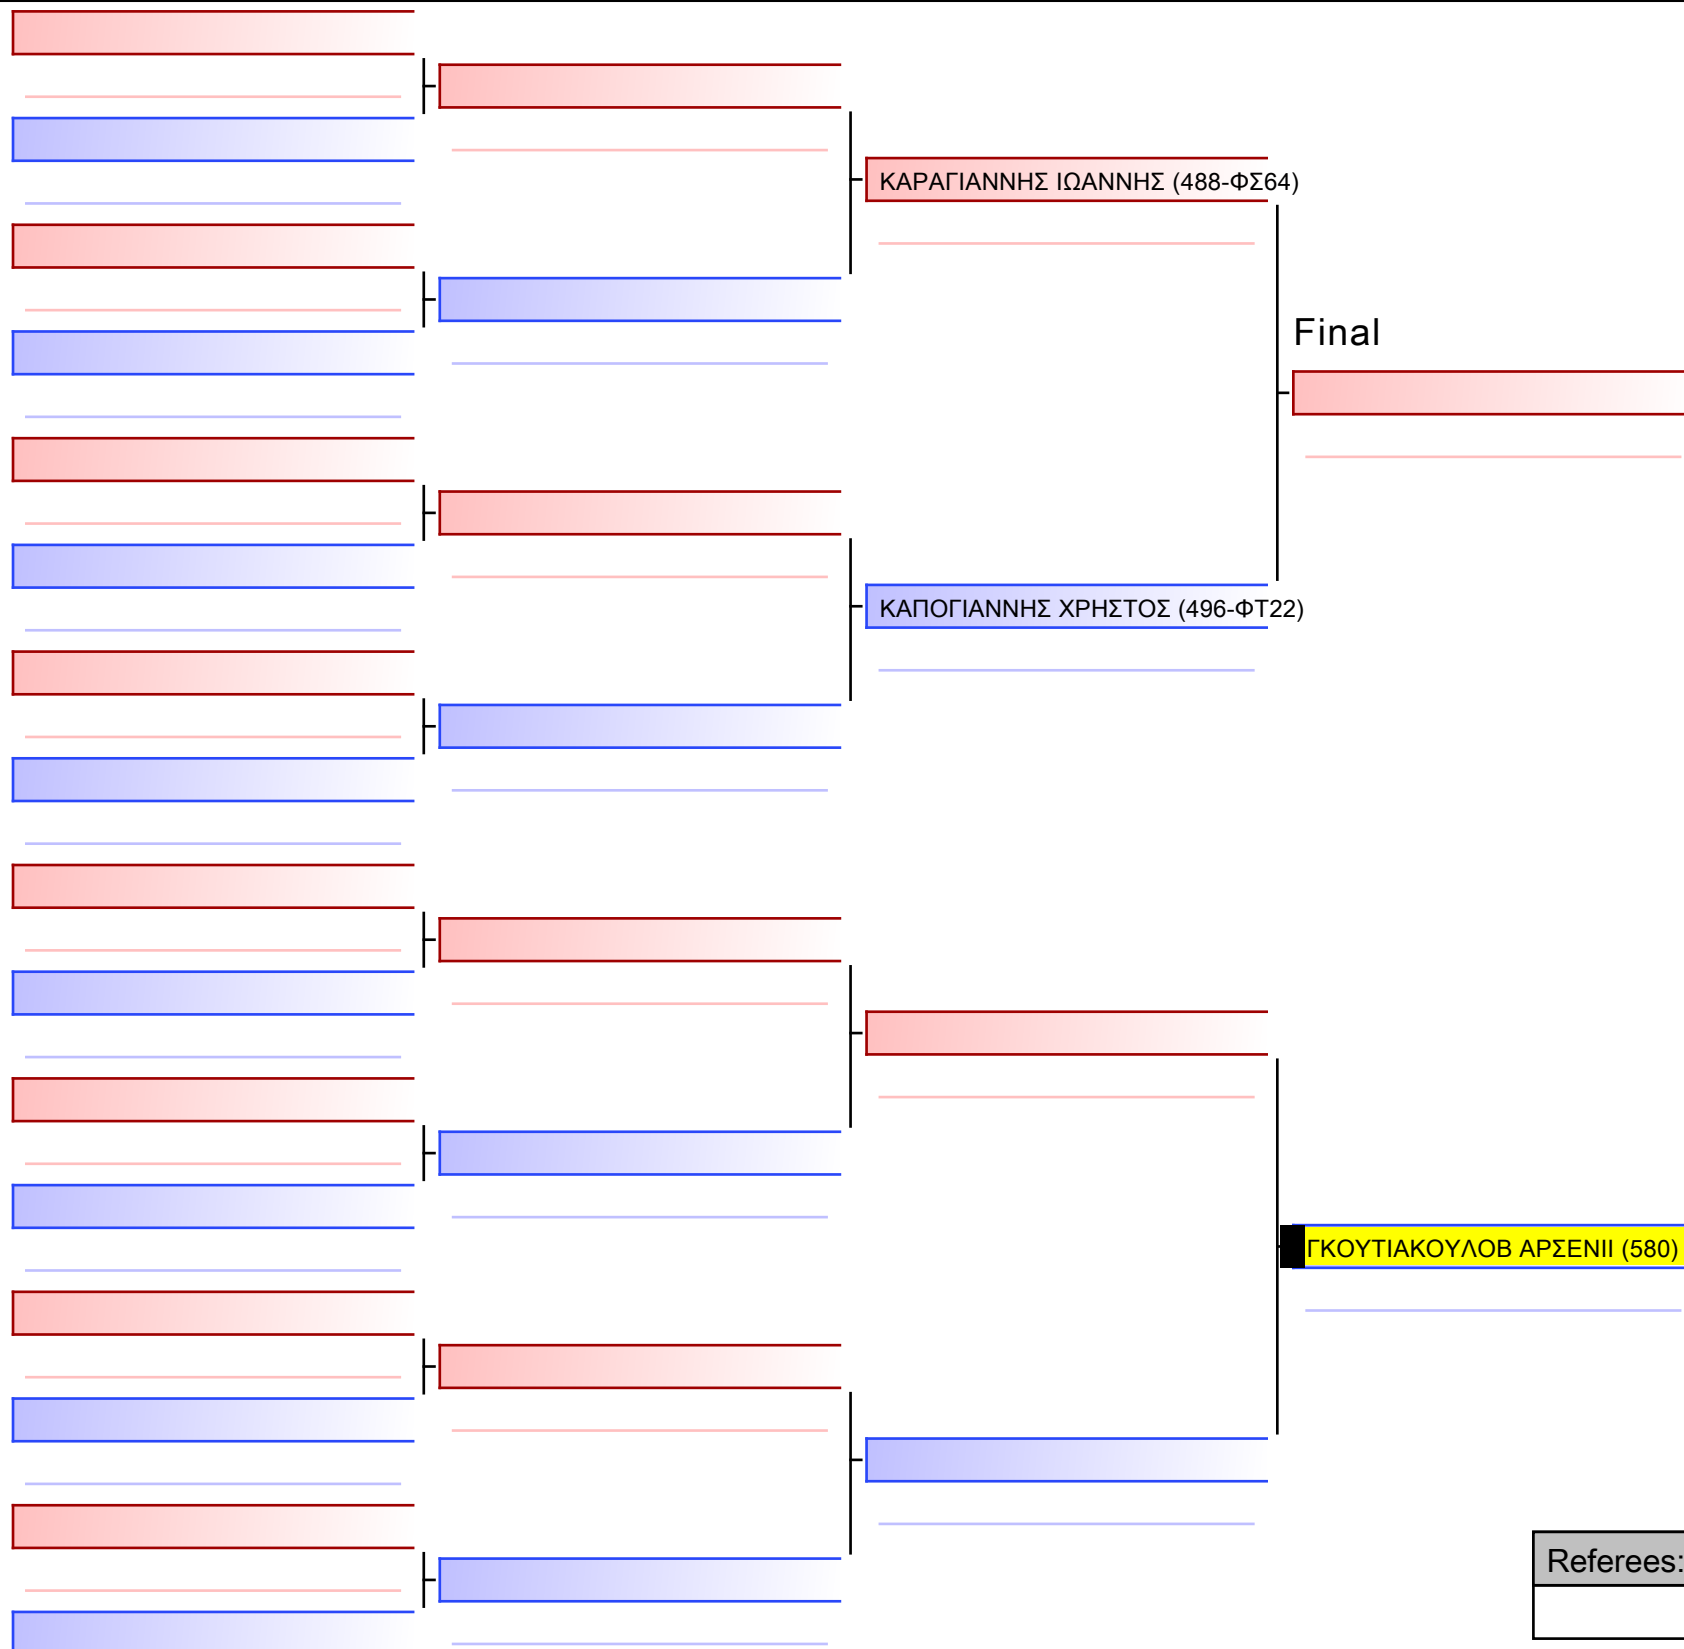 ΚΑΡΑΓΙΑΝΝΗΣ ΙΩΑΝΝΗΣ (488-ΦΣ64)
Final
ΚΑΠΟΓΙΑΝΝΗΣ ΧΡΗΣΤΟΣ (496-ΦΤ22)
ΓΚΟΥΤΙΑΚΟΥΛΟΒ ΑΡΣΕΝΙΙ (580)
Referees: